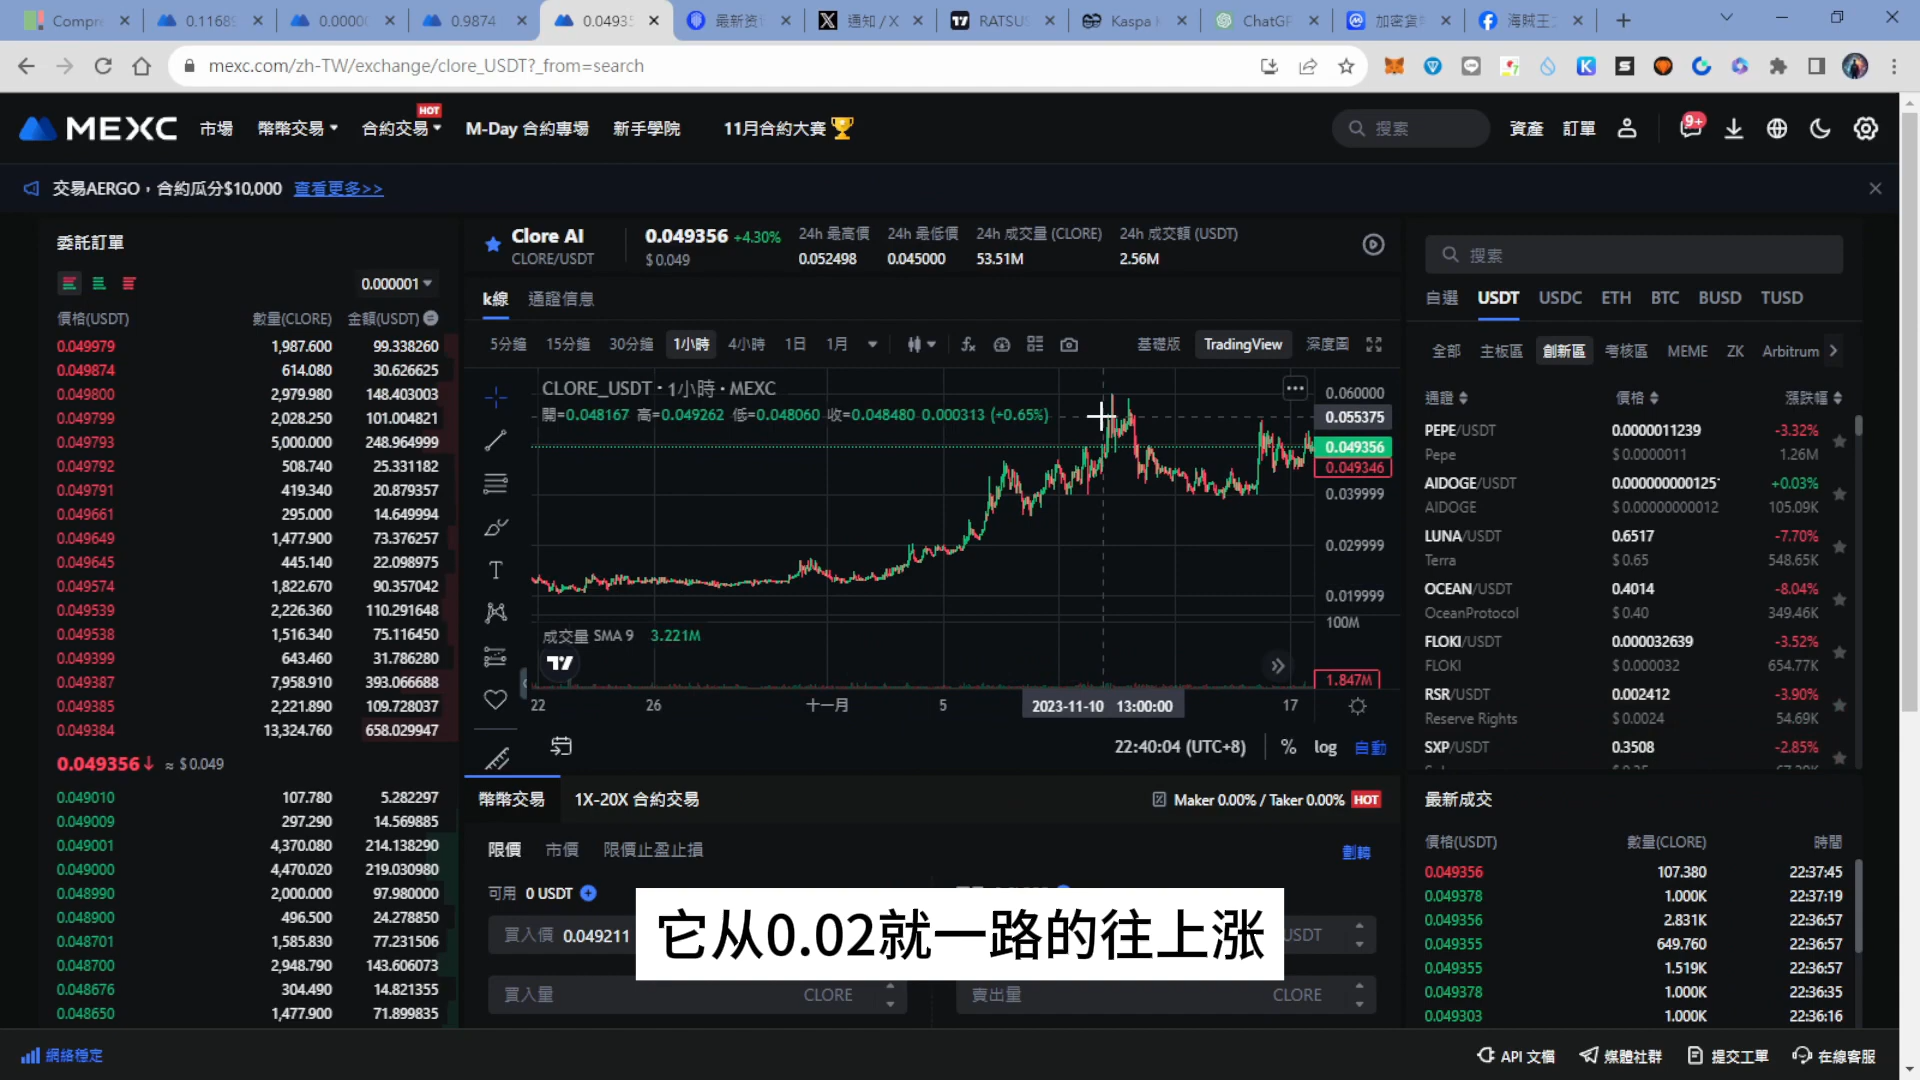 Compr
0.1168
0.0000
0.9874
0.0493
最新资
通知 / X
RATSU
Kaspa
ChatGP
加密貨
海賊王
mexc.com/zh-TW/exchange/clore_USDT?_from=search
MEXC 市場 幣幣交易 合約交易 HOT M-Day 合約專場 新手學院 11月合約大賽 搜索 資產 訂單 9+
交易AERGO，合約瓜分$10,000 查看更多>>
委託訂單
0.000001
價格(USDT) 數量(CLORE) 金額(USDT)
0.049979 1,987.600 99.338260
0.049874 614.080 30.626625
0.049800 2,979.980 148.403003
0.049799 2,028.250 101.004821
0.049793 5,000.000 248.964999
0.049792 508.740 25.331182
0.049791 419.340 20.879357
0.049661 295.000 14.649994
0.049649 1,477.900 73.376257
0.049645 445.140 22.098975
0.049574 1,822.670 90.357042
0.049539 2,226.360 110.291648
0.049538 1,516.340 75.116450
0.049399 643.460 31.786280
0.049387 7,958.910 393.066688
0.049385 2,221.890 109.728037
0.049384 13,324.760 658.029947
0.049356↓ ≈ $0.049
0.049010 107.780 5.282297
0.049009 297.290 14.569885
0.049001 4,370.080 214.138290
0.049000 4,470.020 219.030980
0.048990 2,000.000 97.980000
0.048900 496.500 24.278850
0.048701 1,585.830 77.231506
0.048700 2,948.790 143.606073
0.048676 304.490 14.821355
0.048650 1,477.900 71.899835
Clore AI 0.049356 +4.30% 24h 最高價 24h 最低價 24h 成交量 (CLORE) 24h 成交額 (USDT)
CLORE/USDT $ 0.049 0.052498 0.045000 53.51M 2.56M
k線 通證信息
5分鐘 15分鐘 30分鐘 1小時 4小時 1日 1月 基礎版 TradingView 深度圖
CLORE_USDT • 1小時 • MEXC
開=0.048167 高=0.049262 低=0.048060 收=0.048480 0.000313 (+0.65%)
0.060000
0.055375
0.049356
0.049346
0.039999
0.029999
0.019999
100M
成交量 SMA 9 3.221M
1.847M
22 26 十一月 5 2023-11-10 13:00:00 17
22:40:04 (UTC+8) % log 自動
幣幣交易 1X-20X 合約交易 Maker 0.00% / Taker 0.00% HOT
限價 市價 限價止盈止損 劃轉
可用 0 USDT
買入價 0.049211 USDT
它从0.02就一路的往上涨
買入量 CLORE 賣出量 CLORE
搜索
自選 USDT USDC ETH BTC BUSD TUSD
全部 主板區 創新區 考核區 MEME ZK Arbitrum
通證 價格 漲跌幅
PEPE/USDT 0.0000011239 -3.32%
Pepe $ 0.0000011 1.26M
AIDOGE/USDT 0.000000000125 +0.03%
AIDOGE $ 0.00000000012 105.09K
LUNA/USDT 0.6517 -7.70%
Terra $ 0.65 548.65K
OCEAN/USDT 0.4014 -8.04%
OceanProtocol $ 0.40 349.46K
FLOKI/USDT 0.000032639 -3.52%
FLOKI $ 0.000032 654.77K
RSR/USDT 0.002412 -3.90%
Reserve Rights $ 0.0024 54.69K
SXP/USDT 0.3508 -2.85%
最新成交
價格(USDT) 數量(CLORE) 時間
0.049356 107.380 22:37:45
0.049378 1.000K 22:37:19
0.049356 2.831K 22:36:57
0.049355 649.760 22:36:57
0.049355 1.519K 22:36:57
0.049378 1.000K 22:36:35
0.049303 1.000K 22:36:16
網絡穩定 API 文檔 媒體社群 提交工單 在線客服